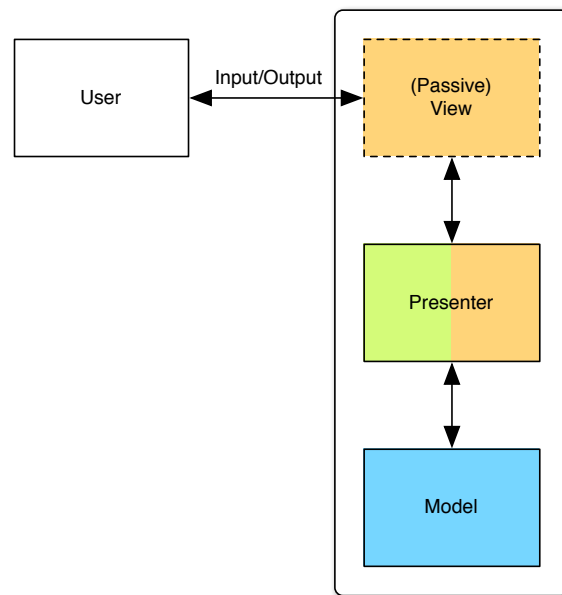 User
Input/Output
(Passive)
View
Presenter
Model